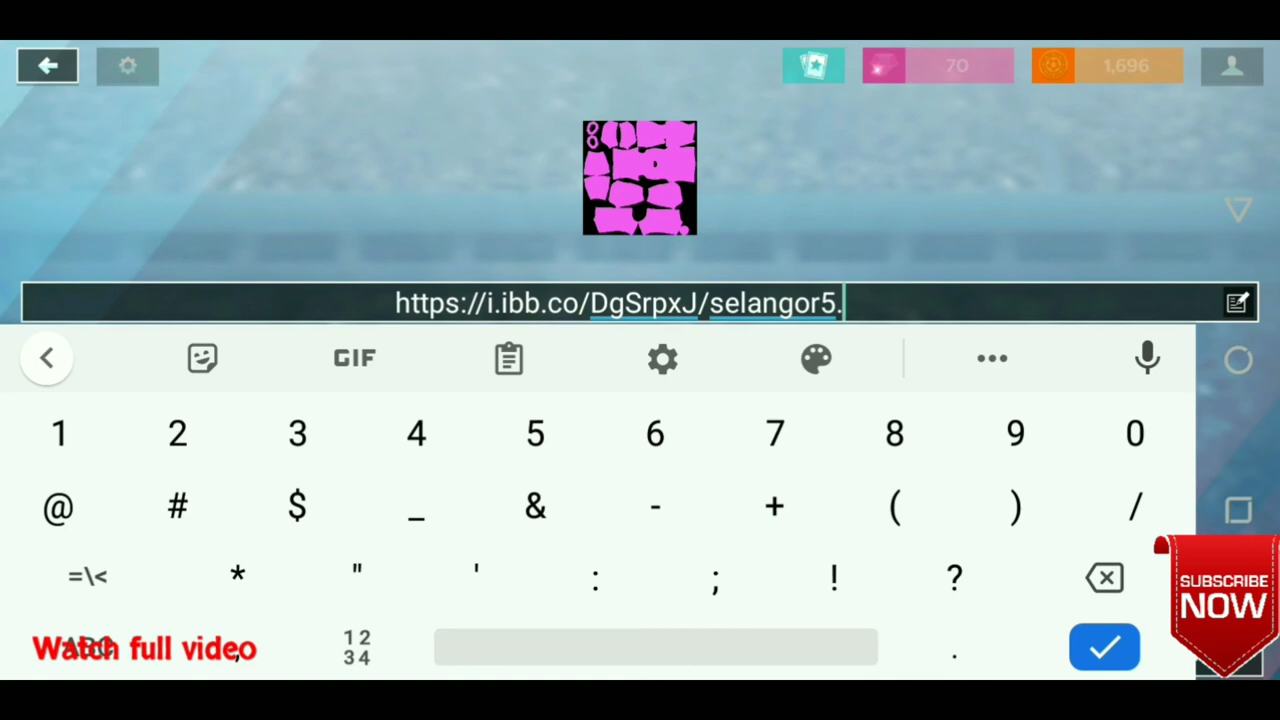 70
1,696
https://i.ibb.co/DgSrpxJ/selangor5.
GIF
1 2 3 4 5 6 7 8 9 0
@ # $ _ & - + ( ) /
=\< * " ' : ; ! ?
SUBSCRIBE
NOW
ABC , 12 .
34
Watch full video